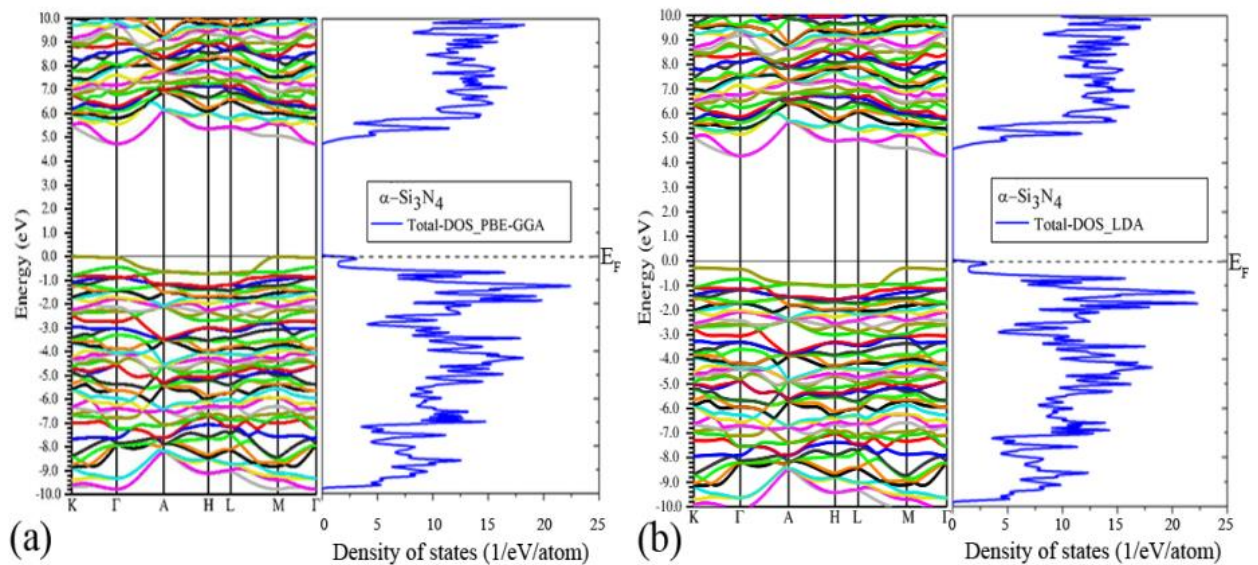 10.0
9.0
8.0
7.0
6.0
5.0
4.0
3.0
2.0
1.0
0.0
-1.0
-2.0
-3.0
-4.0
-5.0
-6.0
-7.0
-8.0
-9.0
-10.0
Energy (eV)
K Γ A H L M Γ
α–Si₃N₄
Total-DOS_PBE-GGA
E_F
0 5 10 15 20 25
Density of states (1/eV/atom)
(a)
10.0
9.0
8.0
7.0
6.0
5.0
4.0
3.0
2.0
1.0
0.0
-1.0
-2.0
-3.0
-4.0
-5.0
-6.0
-7.0
-8.0
-9.0
-10.0
Energy (eV)
K Γ A H L M Γ
α–Si₃N₄
Total-DOS_LDA
E_F
0 5 10 15 20 25
Density of states (1/eV/atom)
(b)